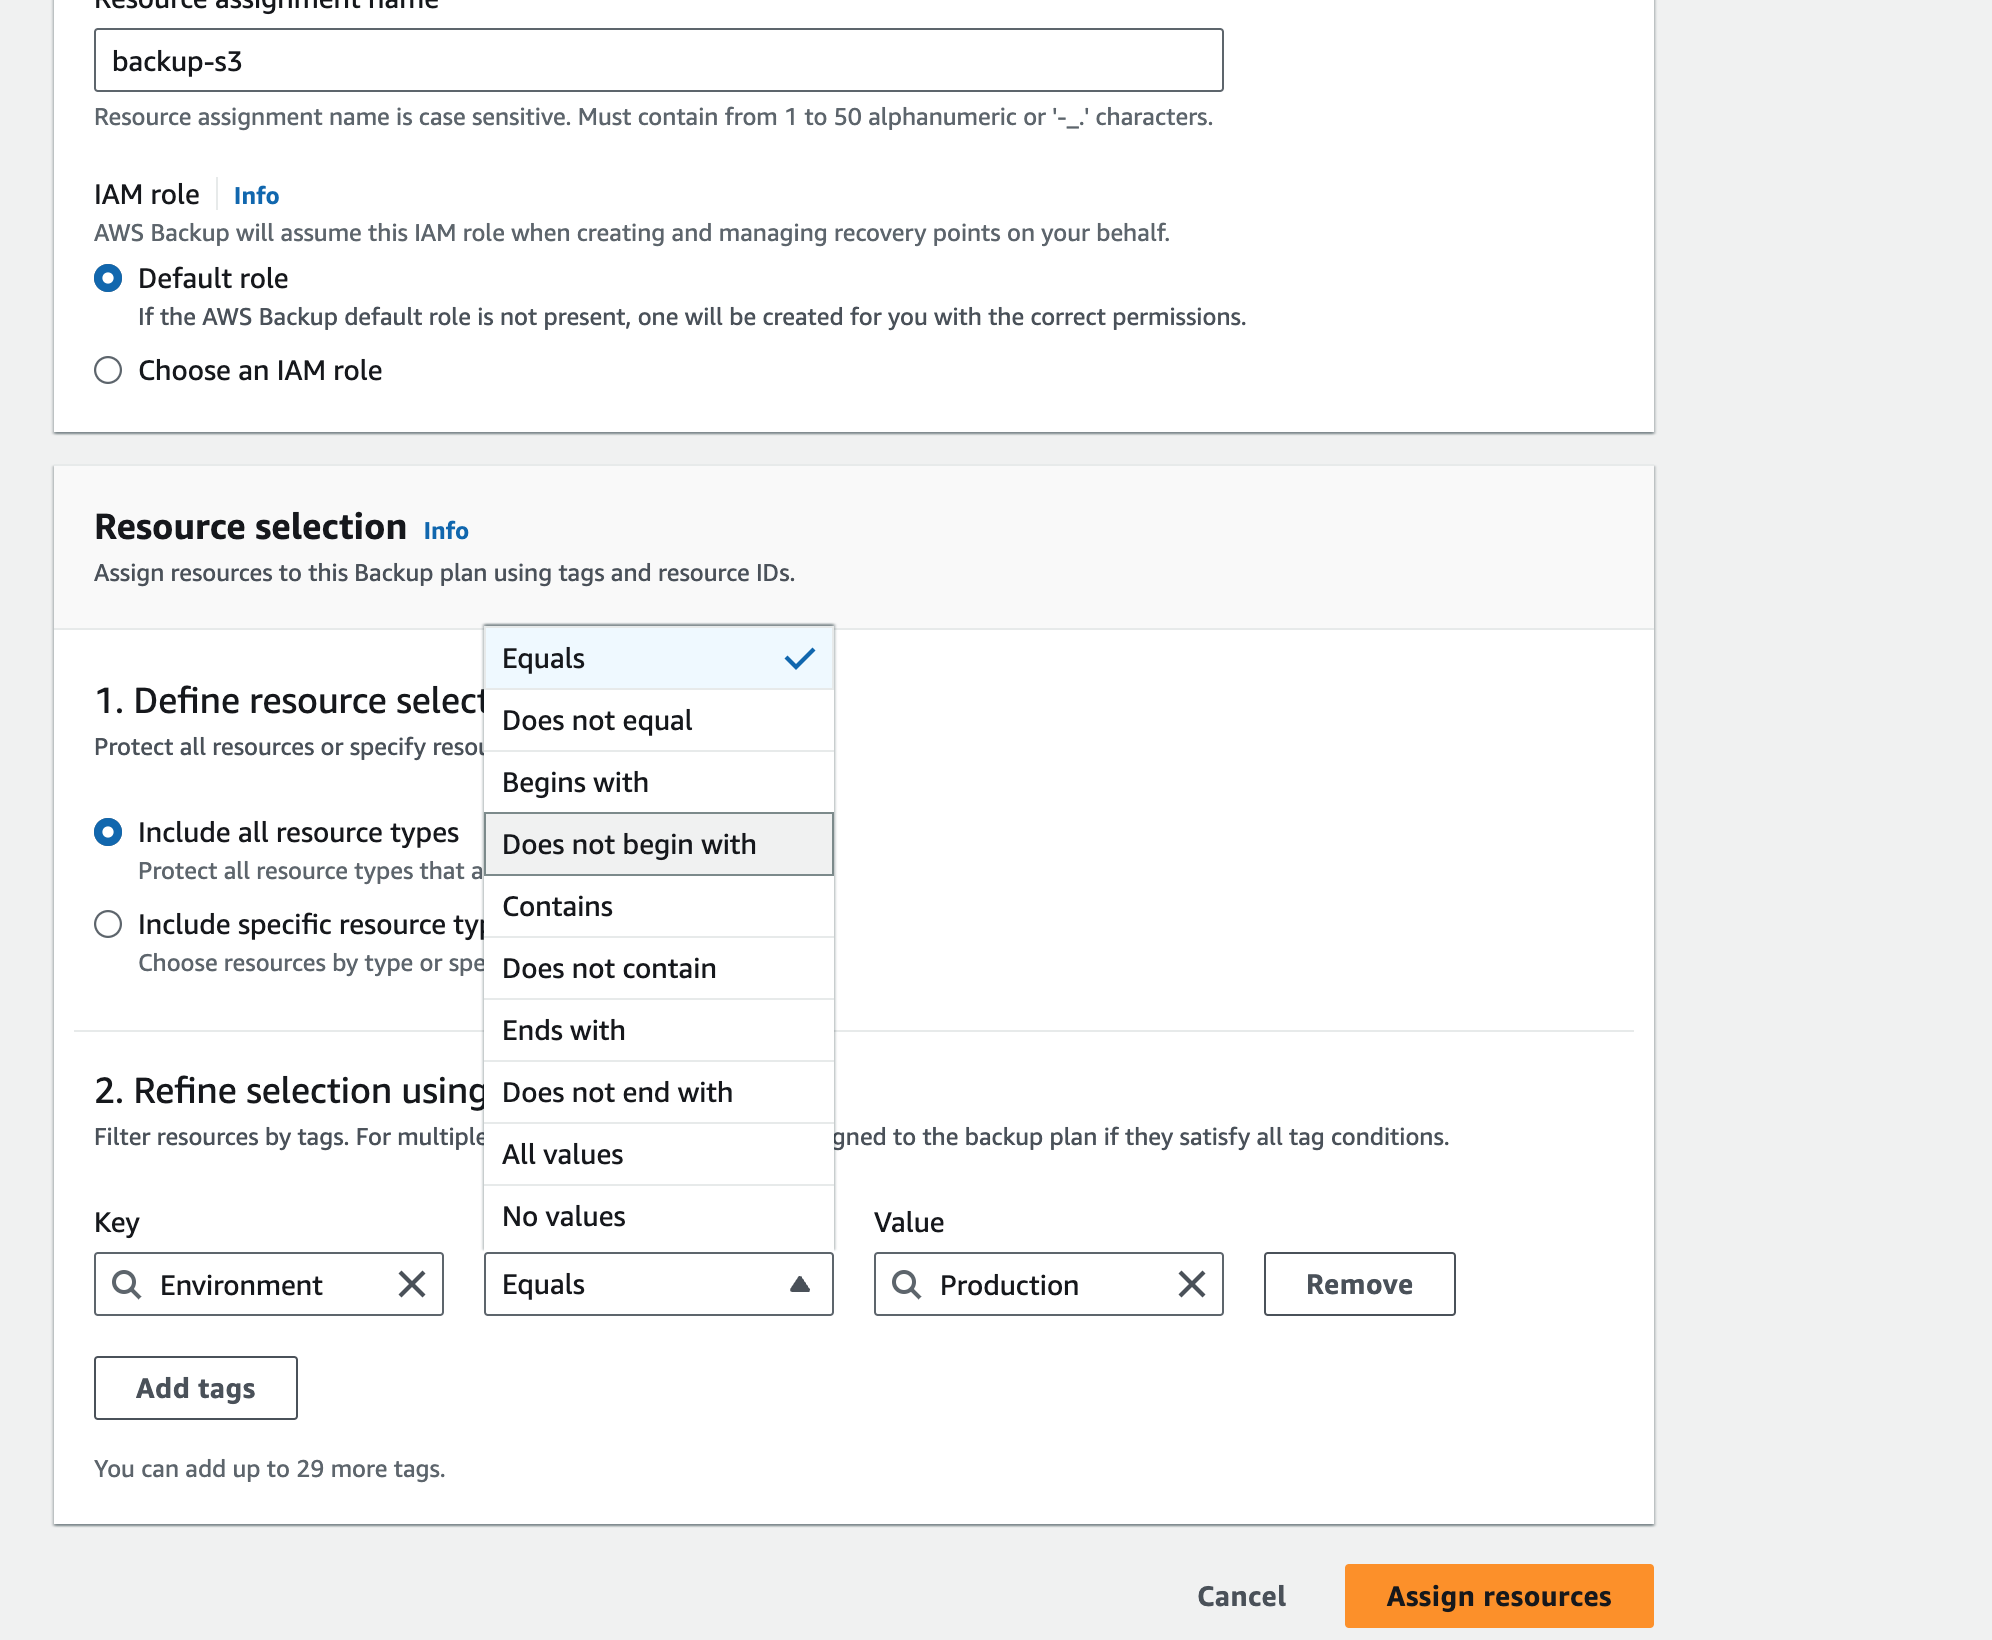 Resource assignment name
backup-s3
Resource assignment name is case sensitive. Must contain from 1 to 50 alphanumeric or '-_.' characters.
IAM role Info
AWS Backup will assume this IAM role when creating and managing recovery points on your behalf.
Default role
If the AWS Backup default role is not present, one will be created for you with the correct permissions.
Choose an IAM role
Resource selection Info
Assign resources to this Backup plan using tags and resource IDs.
1. Define resource select
Protect all resources or specify resou
Include all resource types
Protect all resource types that a
Include specific resource typ
Choose resources by type or spe
Equals
Does not equal
Begins with
Does not begin with
Contains
Does not contain
Ends with
Does not end with
All values
No values
2. Refine selection using
Filter resources by tags. For multiple gned to the backup plan if they satisfy all tag conditions.
Key Value
Environment Equals Production Remove
Add tags
You can add up to 29 more tags.
Cancel Assign resources